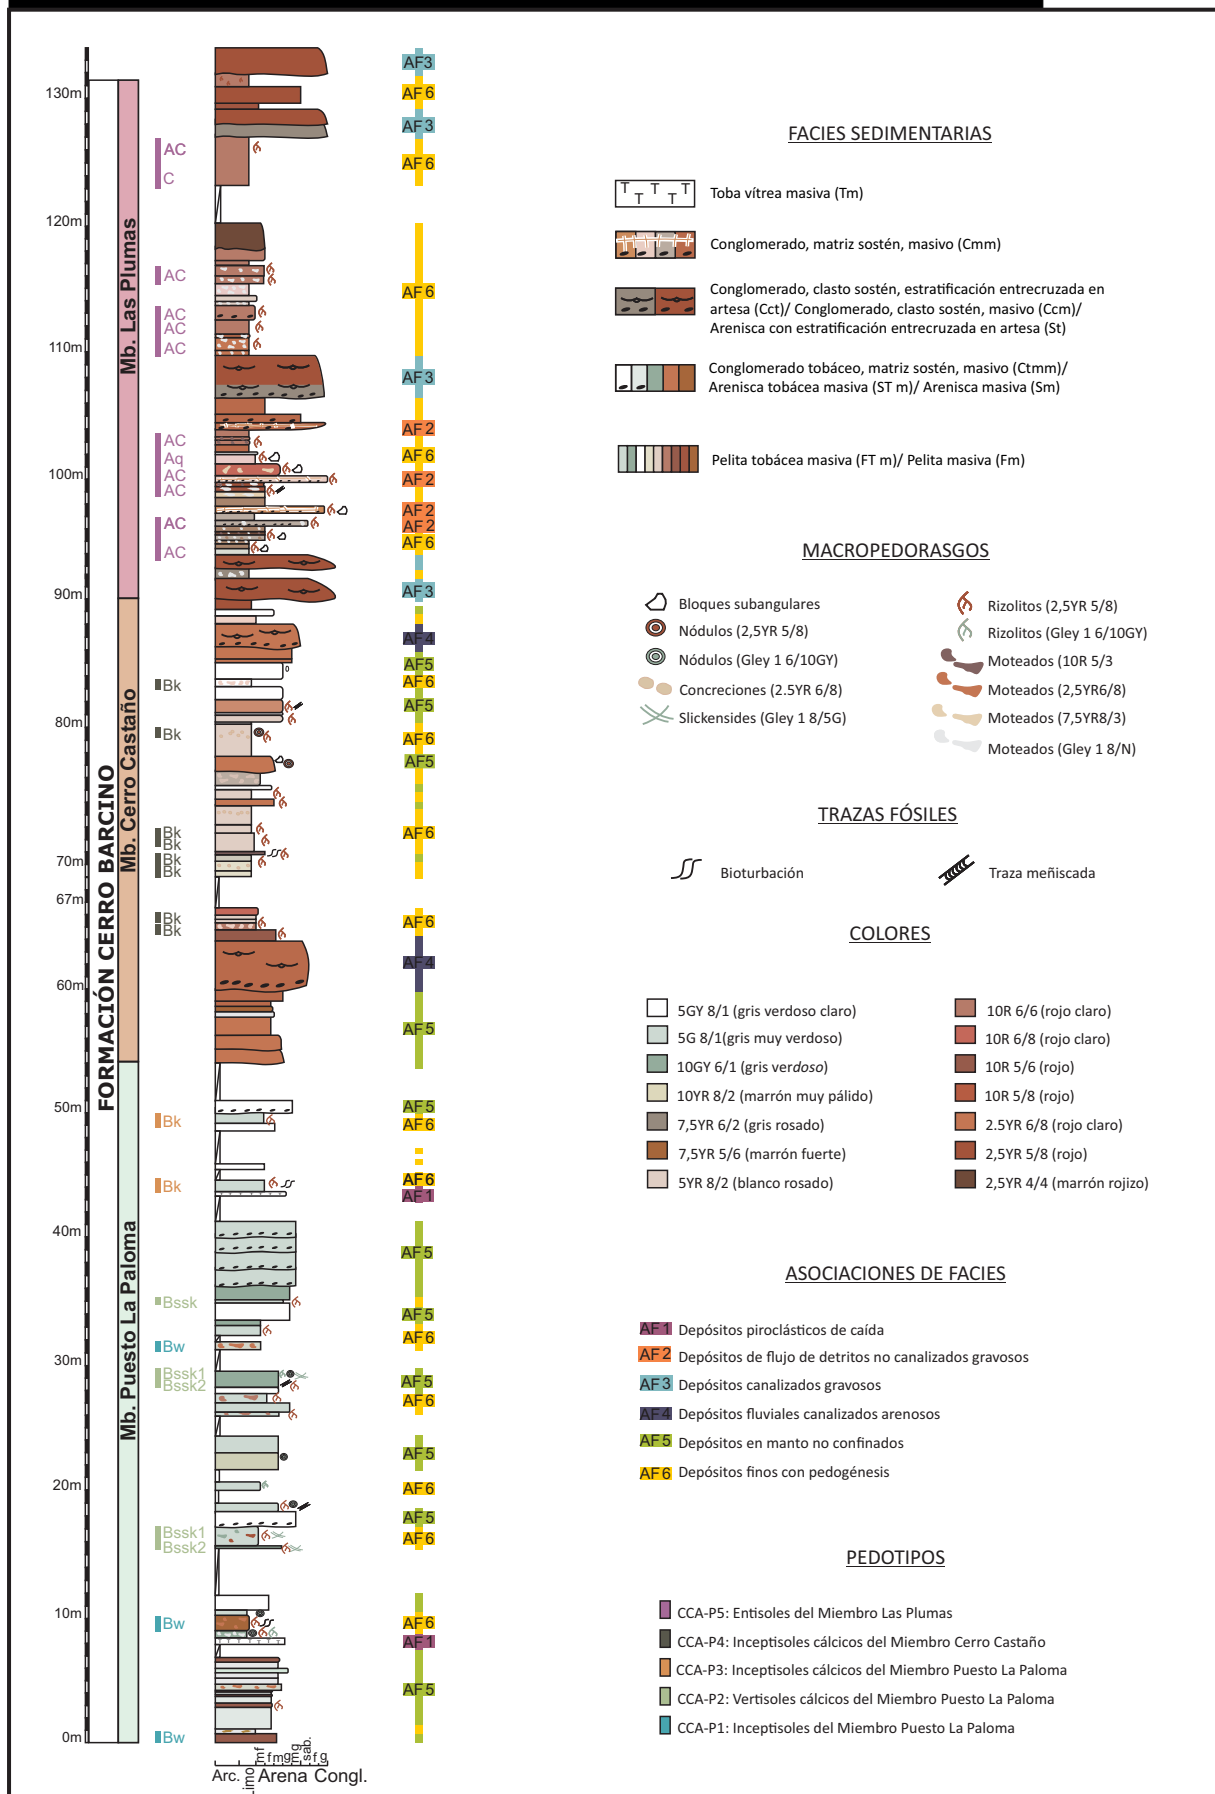 130m
120m
110m
100m
90m
80m
70m
67m
60m
50m
40m
30m
20m
10m
0m
FORMACIÓN CERRO BARCINO
Mb. Las Plumas
Mb. Cerro Castaño
Mb. Puesto La Paloma
AC
C
AC
AC
AC
AC
AC
Aq
AC
AC
AC
AC
Bk
Bk
Bk
Bk
Bk
Bk
Bk
Bk
Bk
Bk
Bssk
Bw
Bssk1
Bssk2
Bssk1
Bssk2
Bw
Bw
AF3
AF6
AF3
AF6
AF6
AF3
AF2
AF6
AF2
AF2
AF2
AF6
AF3
AF4
AF5
AF6
AF5
AF6
AF5
AF6
AF6
AF4
AF5
AF5
AF6
AF6
AF1
AF5
AF5
AF6
AF5
AF6
AF5
AF6
AF5
AF6
AF6
AF1
AF5
Arc.
Limo
mf
f
m
g
mg
sab.
f
g
Arena
Congl.
FACIES SEDIMENTARIAS
T T T T T T
Toba vítrea masiva (Tm)
Conglomerado, matriz sostén, masivo (Cmm)
Conglomerado, clasto sostén, estratificación entrecruzada en
artesa (Cct)/ Conglomerado, clasto sostén, masivo (Ccm)/
Arenisca con estratificación entrecruzada en artesa (St)
Conglomerado tobáceo, matriz sostén, masivo (Ctmm)/
Arenisca tobácea masiva (ST m)/ Arenisca masiva (Sm)
Pelita tobácea masiva (FT m)/ Pelita masiva (Fm)
MACROPEDORASGOS
Bloques subangulares
Nódulos (2,5YR 5/8)
Nódulos (Gley 1 6/10GY)
Concreciones (2.5YR 6/8)
Slickensides (Gley 1 8/5G)
Rizolitos (2,5YR 5/8)
Rizolitos (Gley 1 6/10GY)
Moteados (10R 5/3
Moteados (2,5YR6/8)
Moteados (7,5YR8/3)
Moteados (Gley 1 8/N)
TRAZAS FÓSILES
Bioturbación
Traza meñiscada
COLORES
5GY 8/1 (gris verdoso claro)
5G 8/1(gris muy verdoso)
10GY 6/1 (gris verdoso)
10YR 8/2 (marrón muy pálido)
7,5YR 6/2 (gris rosado)
7,5YR 5/6 (marrón fuerte)
5YR 8/2 (blanco rosado)
10R 6/6 (rojo claro)
10R 6/8 (rojo claro)
10R 5/6 (rojo)
10R 5/8 (rojo)
2.5YR 6/8 (rojo claro)
2,5YR 5/8 (rojo)
2,5YR 4/4 (marrón rojizo)
ASOCIACIONES DE FACIES
AF1 Depósitos piroclásticos de caída
AF2 Depósitos de flujo de detritos no canalizados gravosos
AF3 Depósitos canalizados gravosos
AF4 Depósitos fluviales canalizados arenosos
AF5 Depósitos en manto no confinados
AF6 Depósitos finos con pedogénesis
PEDOTIPOS
CCA-P5: Entisoles del Miembro Las Plumas
CCA-P4: Inceptisoles cálcicos del Miembro Cerro Castaño
CCA-P3: Inceptisoles cálcicos del Miembro Puesto La Paloma
CCA-P2: Vertisoles cálcicos del Miembro Puesto La Paloma
CCA-P1: Inceptisoles del Miembro Puesto La Paloma